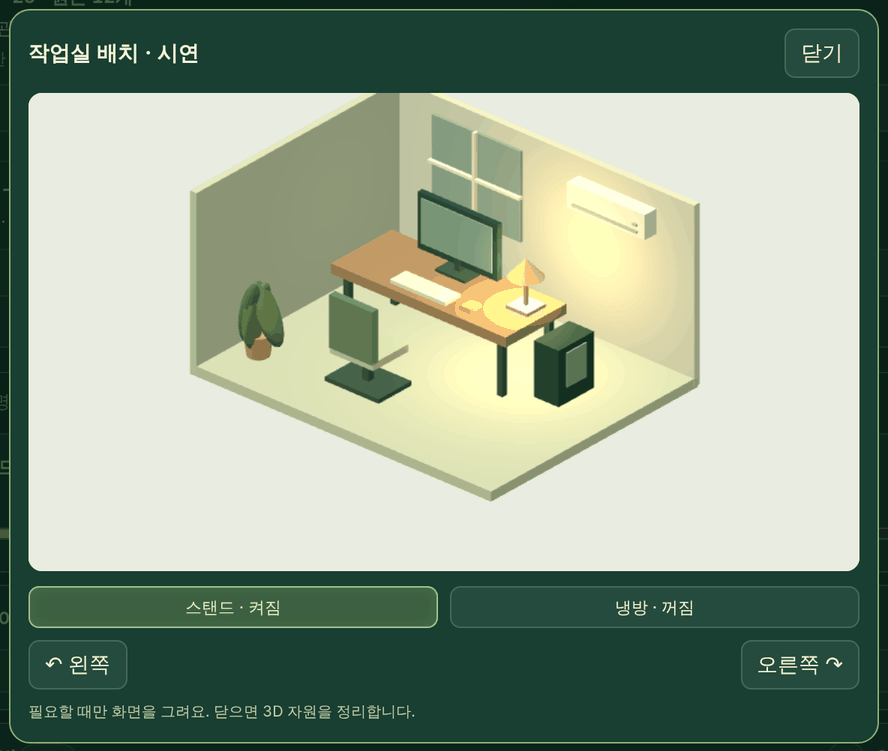 작업실 배치 · 시연
닫기
스탠드 · 켜짐
냉방 · 꺼짐
↶ 왼쪽
오른쪽 ↷
필요할 때만 화면을 그려요. 닫으면 3D 자원을 정리합니다.